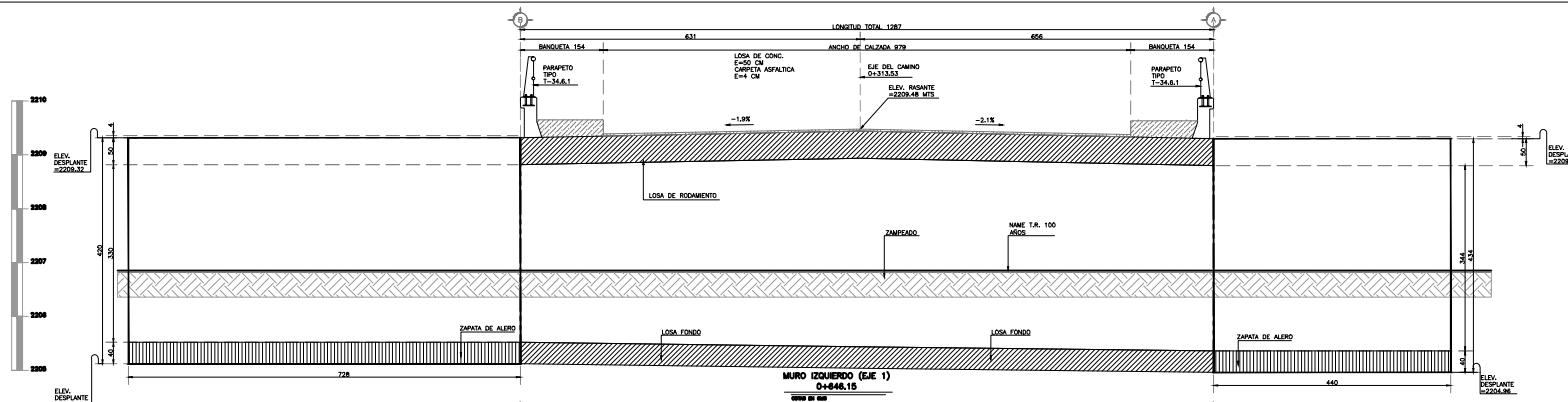 B
A
LONGITUD TOTAL 1287
631
656
BANQUETA 154
ANCHO DE CALZADA 979
BANQUETA 154
LOSA DE CONC.
E=50 CM
CARPETA ASFALTICA
E=4 CM
EJE DEL CAMINO
0+313.53
PARAPETO
TIPO
T-34.6.1
PARAPETO
TIPO
T-34.6.1
ELEV. RASANTE
=2209.48 MTS
2210
-1.9%
-2.1%
4
4
50
50
2209
ELEV.
DESPLANTE
=2209.32
ELEV.
LOSA DE RODAMIENTO
2208
420
330
ZAMPEADO
NAME T.R. 100
AÑOS
344
434
2207
2206
ZAPATA DE ALERO
LOSA FONDO
LOSA FONDO
ZAPATA DE ALERO
40
40
2205
728
MURO IZQUIERDO (EJE 1)
0+646.15
440
ELEV.
DESPLANTE
ELEV.
DESPLANTE
=2204.96